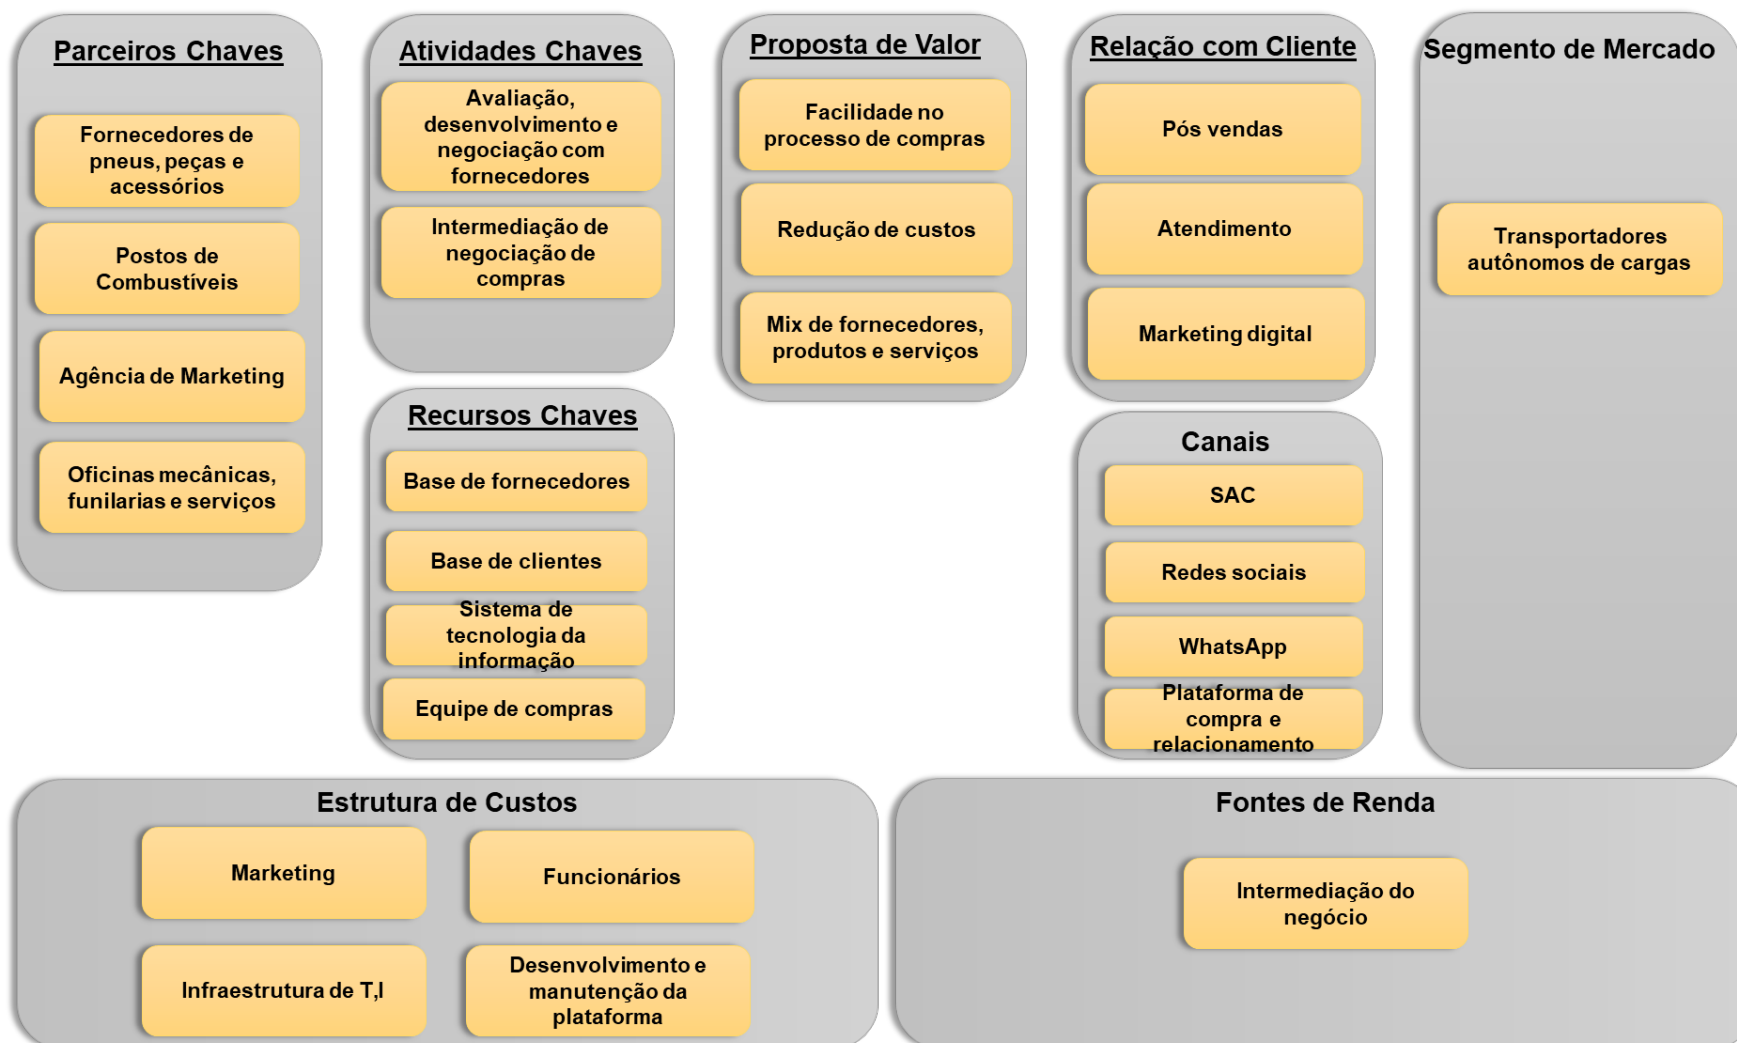 Parceiros Chaves
Fornecedores de
pneus, peças e
acessórios
Postos de
Combustíveis
Agência de Marketing
Oficinas mecânicas,
funilarias e serviços
Atividades Chaves
Avaliação,
desenvolvimento e
negociação com
fornecedores
Intermediação de
negociação de
compras
Recursos Chaves
Base de fornecedores
Base de clientes
Sistema de
tecnologia da
informação
Equipe de compras
Proposta de Valor
Facilidade no
processo de compras
Redução de custos
Mix de fornecedores,
produtos e serviços
Relação com Cliente
Pós vendas
Atendimento
Marketing digital
Canais
SAC
Redes sociais
WhatsApp
Plataforma de
compra e
relacionamento
Segmento de Mercado
Transportadores
autônomos de cargas
Estrutura de Custos
Marketing
Funcionários
Infraestrutura de T,I
Desenvolvimento e
manutenção da
plataforma
Fontes de Renda
Intermediação do
negócio